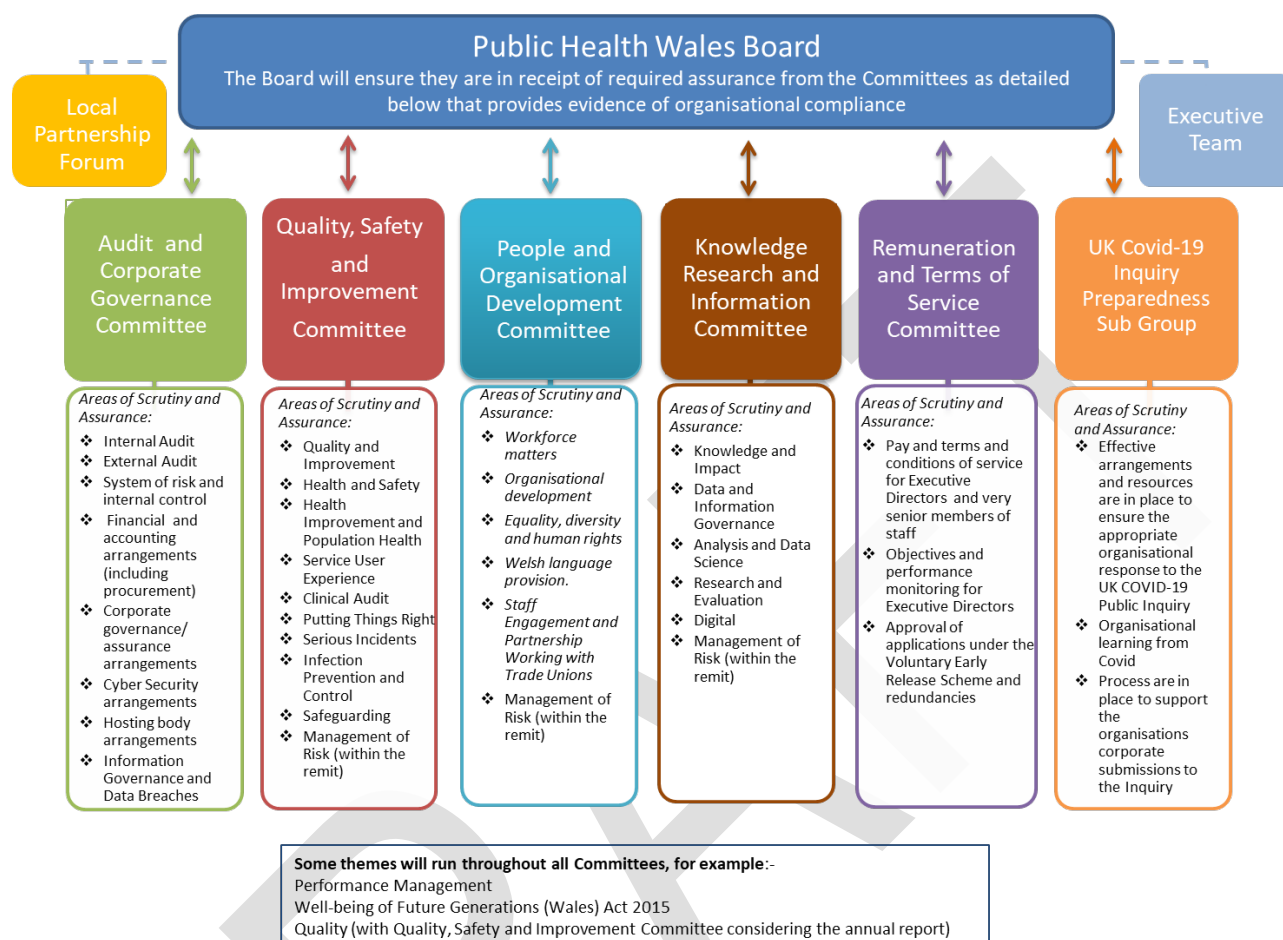 Public Health Wales Board
The Board will ensure they are in receipt of required assurance from the Committees as detailed
below that provides evidence of organisational compliance
Local
Partnership
Forum
Executive
Team
Audit and
Corporate
Governance
Committee
Areas of Scrutiny and
Assurance:
❖ Internal Audit
❖ External Audit
❖ System of risk and
internal control
❖ Financial and
accounting
arrangements
(including
procurement)
❖ Corporate
governance/
assurance
arrangements
❖ Cyber Security
arrangements
❖ Hosting body
arrangements
❖ Information
Governance and
Data Breaches
Quality, Safety
and
Improvement
Committee
Areas of Scrutiny and
Assurance:
❖ Quality and
Improvement
❖ Health and Safety
❖ Health
Improvement and
Population Health
❖ Service User
Experience
❖ Clinical Audit
❖ Putting Things Right
❖ Serious Incidents
❖ Infection
Prevention and
Control
❖ Safeguarding
❖ Management of
Risk (within the
remit)
People and
Organisational
Development
Committee
Areas of Scrutiny and
Assurance:
❖ Workforce
matters
❖ Organisational
development
❖ Equality, diversity
and human rights
❖ Welsh language
provision.
❖ Staff
Engagement and
Partnership
Working with
Trade Unions
❖ Management of
Risk (within the
remit)
Knowledge
Research and
Information
Committee
Areas of Scrutiny and
Assurance:
❖ Knowledge and
Impact
❖ Data and
Information
Governance
❖ Analysis and Data
Science
❖ Research and
Evaluation
❖ Digital
❖ Management of
Risk (within the
remit)
Remuneration
and Terms of
Service
Committee
Areas of Scrutiny and
Assurance:
❖ Pay and terms and
conditions of service
for Executive
Directors and very
senior members of
staff
❖ Objectives and
performance
monitoring for
Executive Directors
❖ Approval of
applications under the
Voluntary Early
Release Scheme and
redundancies
UK Covid-19
Inquiry
Preparedness
Sub Group
Areas of Scrutiny
and Assurance:
❖ Effective
arrangements
and resources
are in place to
ensure the
appropriate
organisational
response to the
UK COVID-19
Public Inquiry
❖ Organisational
learning from
Covid
❖ Process are in
place to support
the
organisations
corporate
submissions to
the Inquiry
Some themes will run throughout all Committees, for example:-
Performance Management
Well-being of Future Generations (Wales) Act 2015
Quality (with Quality, Safety and Improvement Committee considering the annual report)